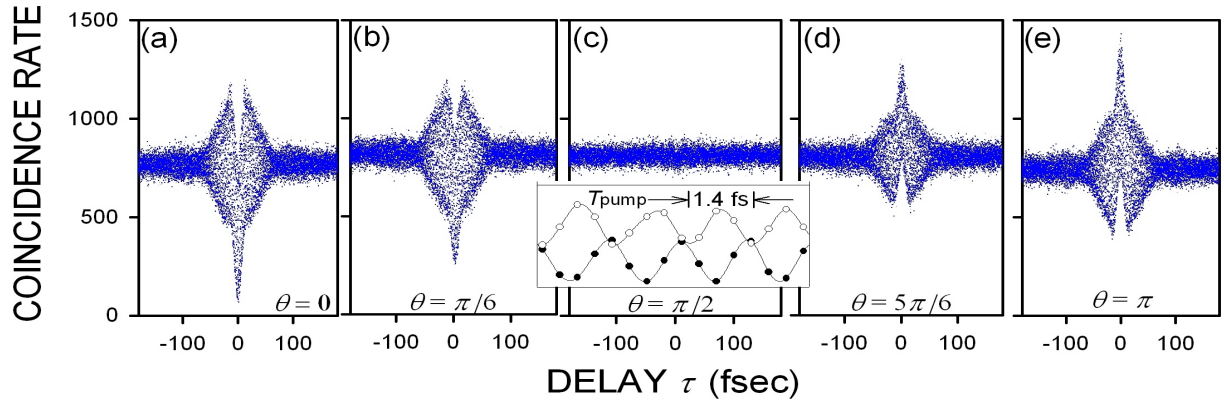 COINCIDENCE RATE
1500
1000
500
0
(a)
(b)
(c)
(d)
(e)
Tpump
1.4 fs
θ = 0
θ = π/6
θ = π/2
θ = 5π/6
θ = π
-100 0 100
-100 0 100
-100 0 100
-100 0 100
-100 0 100
DELAY τ (fsec)